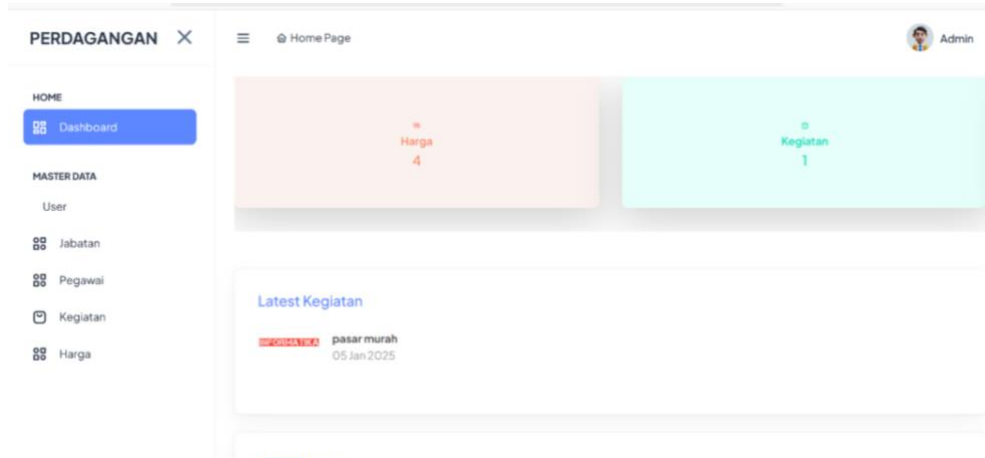 PERDAGANGAN
Home Page
Admin
HOME
Dashboard
MASTER DATA
User
Jabatan
Pegawai
Kegiatan
Harga
Harga
4
Kegiatan
1
Latest Kegiatan
INFORMATIKA
pasar murah
05 Jan 2025